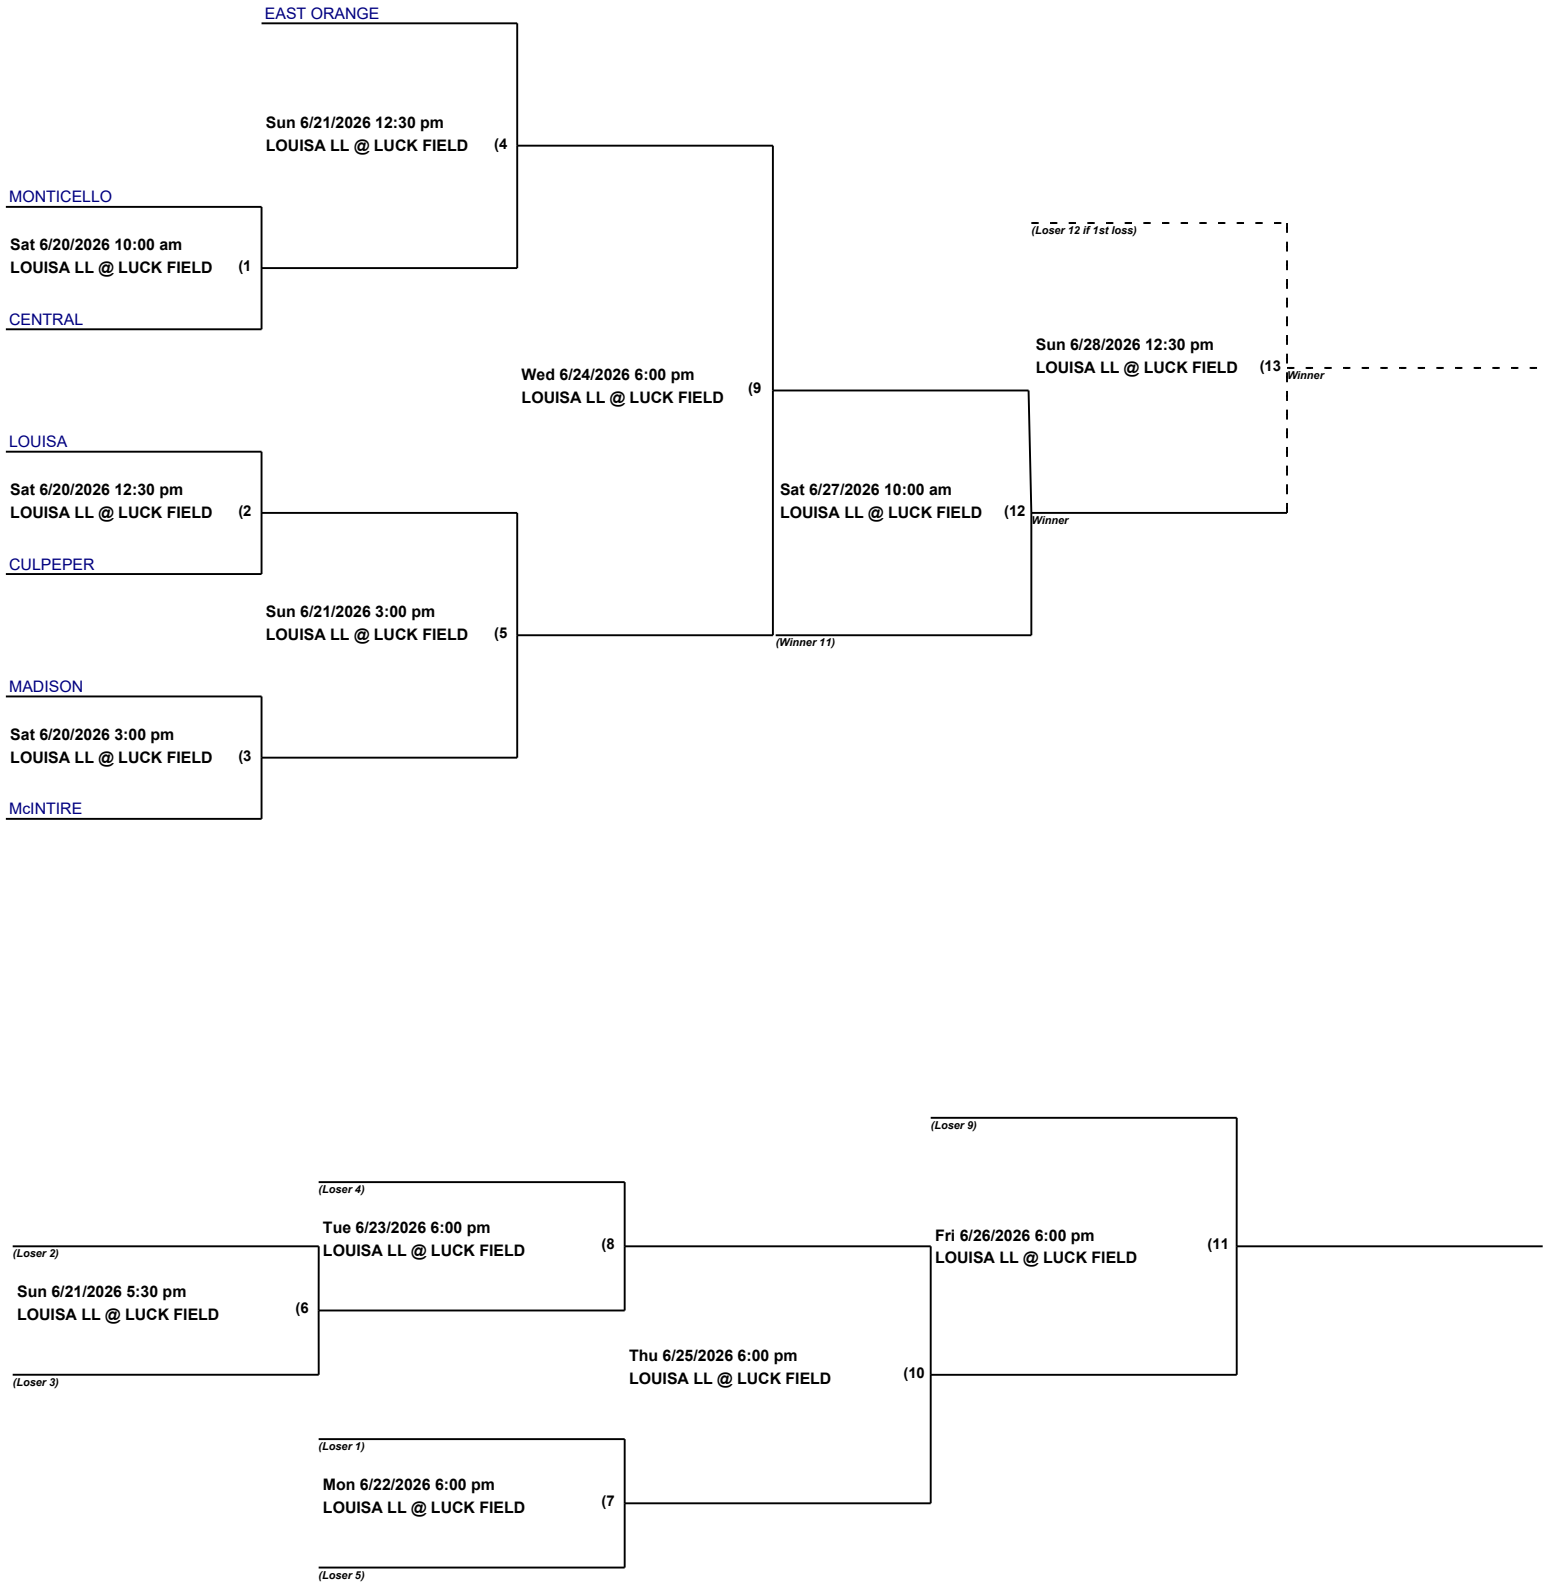 EAST ORANGE
Sun 6/21/2026 12:30 pm
LOUISA LL @ LUCK FIELD (4
MONTICELLO
Sat 6/20/2026 10:00 am
LOUISA LL @ LUCK FIELD (1
CENTRAL
(Loser 12 if 1st loss)
Sun 6/28/2026 12:30 pm
LOUISA LL @ LUCK FIELD (13
Winner
Wed 6/24/2026 6:00 pm
LOUISA LL @ LUCK FIELD (9
LOUISA
Sat 6/20/2026 12:30 pm
LOUISA LL @ LUCK FIELD (2
CULPEPER
Sat 6/27/2026 10:00 am
LOUISA LL @ LUCK FIELD (12
Winner
Sun 6/21/2026 3:00 pm
LOUISA LL @ LUCK FIELD (5
(Winner 11)
MADISON
Sat 6/20/2026 3:00 pm
LOUISA LL @ LUCK FIELD (3
McINTIRE
(Loser 9)
(Loser 4)
Tue 6/23/2026 6:00 pm
LOUISA LL @ LUCK FIELD (8
Fri 6/26/2026 6:00 pm
LOUISA LL @ LUCK FIELD (11
(Loser 2)
Sun 6/21/2026 5:30 pm
LOUISA LL @ LUCK FIELD (6
(Loser 3)
Thu 6/25/2026 6:00 pm
LOUISA LL @ LUCK FIELD (10
(Loser 1)
Mon 6/22/2026 6:00 pm
LOUISA LL @ LUCK FIELD (7
(Loser 5)